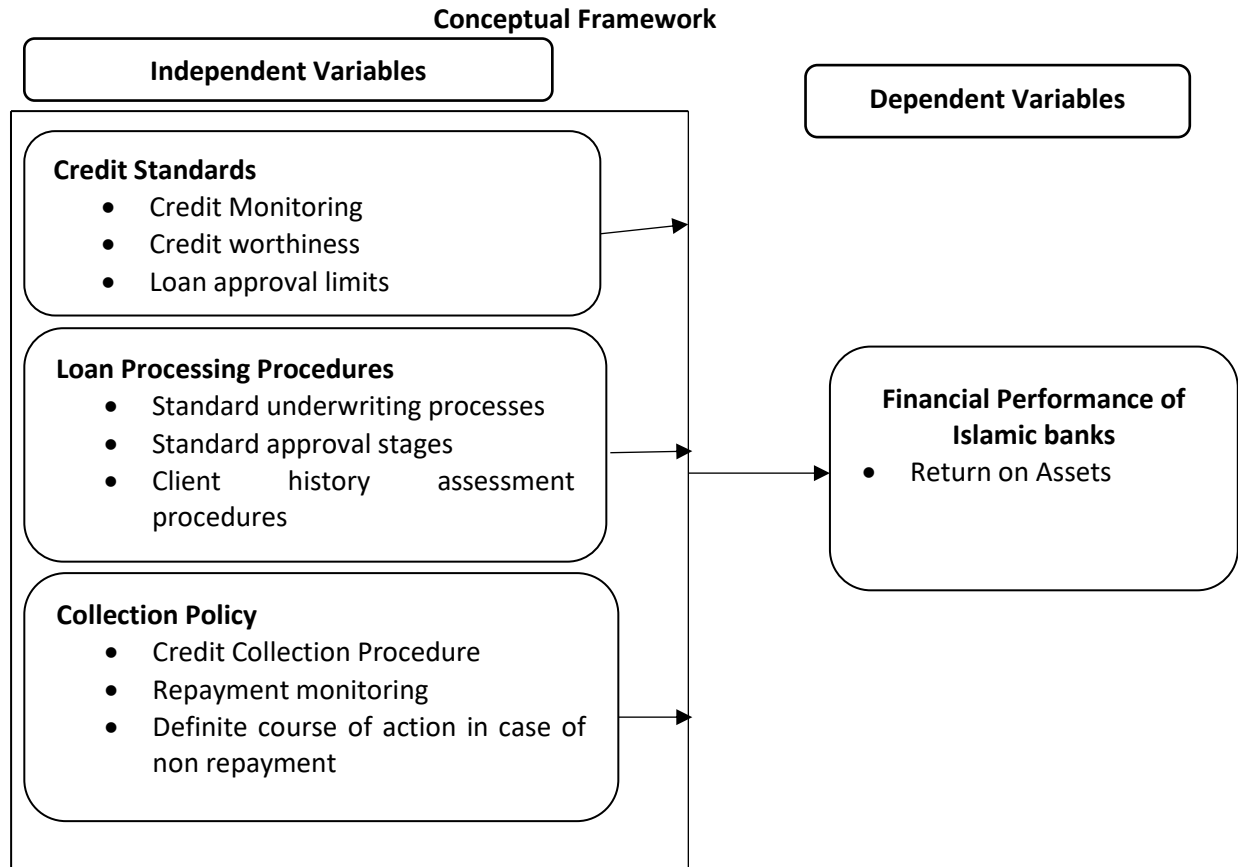 Conceptual Framework
Independent Variables
Dependent Variables
Credit Standards
• Credit Monitoring
• Credit worthiness
• Loan approval limits
Loan Processing Procedures
• Standard underwriting processes
• Standard approval stages
• Client history assessment
procedures
Collection Policy
• Credit Collection Procedure
• Repayment monitoring
• Definite course of action in case of
non repayment
Financial Performance of
Islamic banks
• Return on Assets